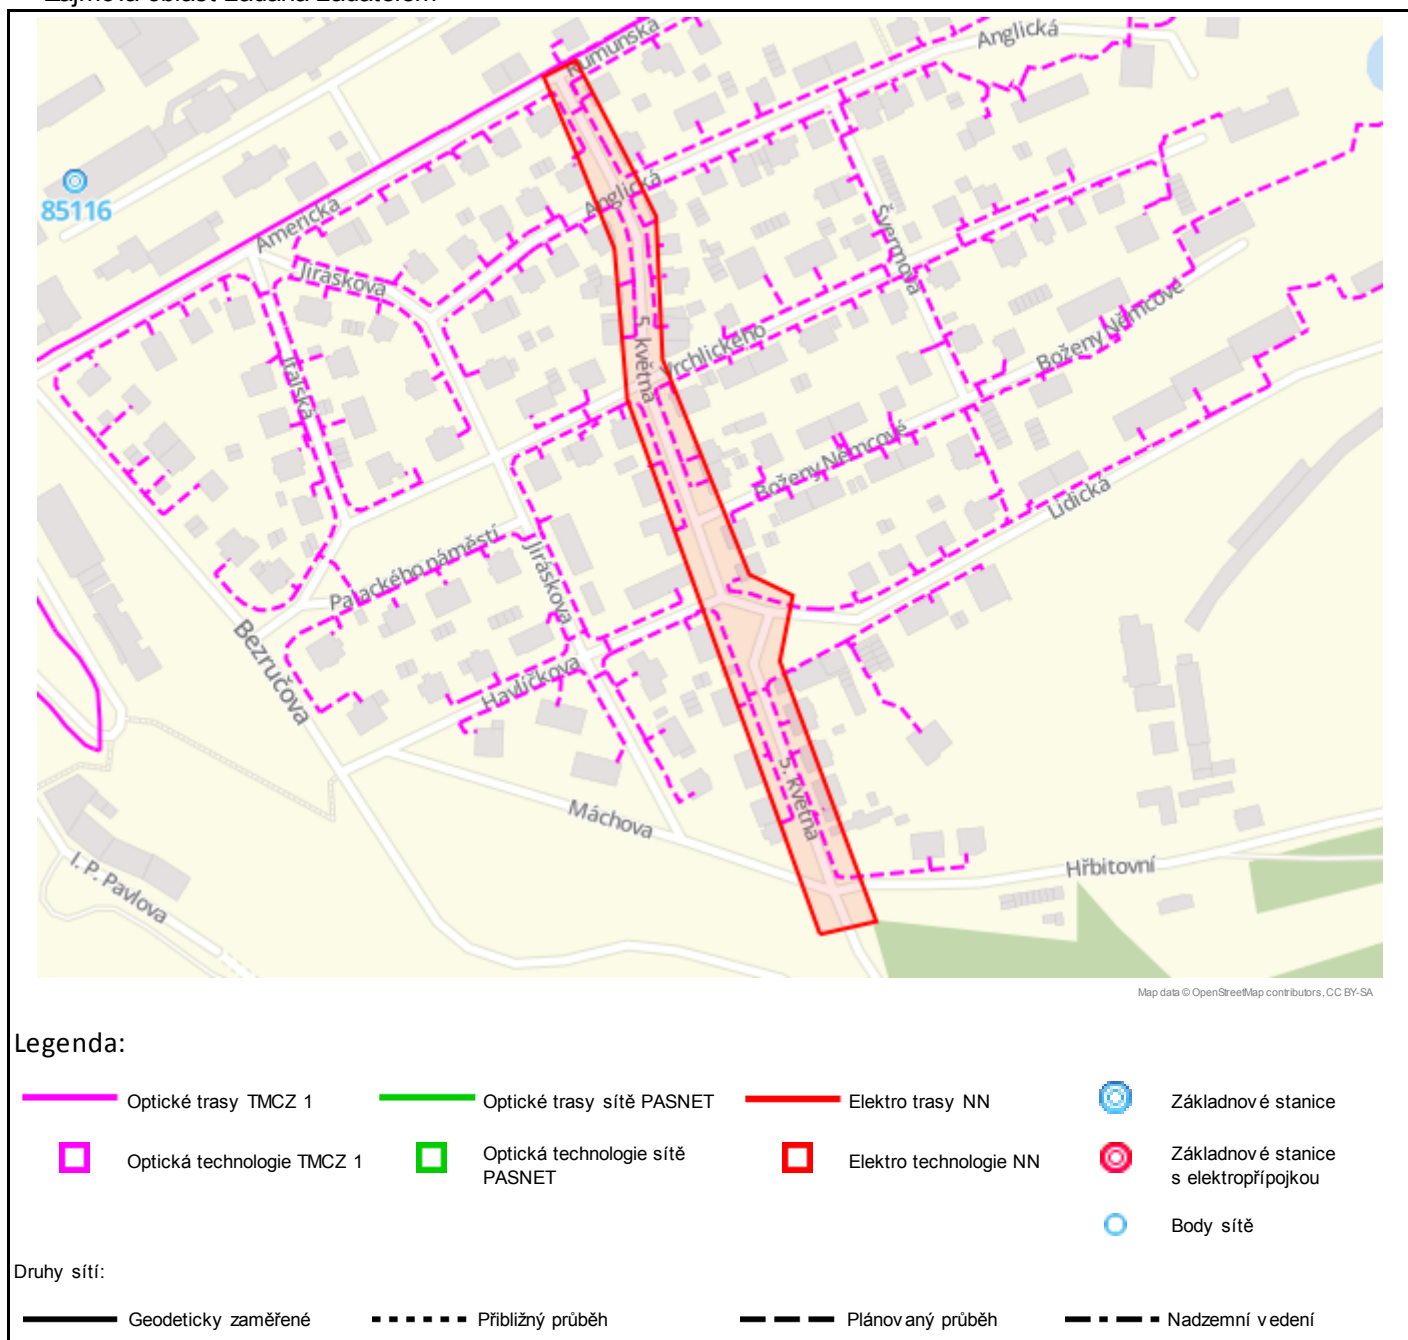 Zájmová oblast zadaná žadatelem
Rumunská
Anglická
85116
Anglická
Americká
Švermova
Jiráskova
5. května
Vrchlického
Boženy Němcové
Italská
Boženy Němcové
Lidická
Palackého náměstí
Jiráskova
Bezručova
Havlíčkova
5. května
Máchova
Hřbitovní
I. P. Pavlova
Map data © OpenStreetMap contributors, CC BY-SA
Legenda:
Optické trasy TMCZ 1
Optické trasy sítě PASNET
Elektro trasy NN
Základnové stanice
Optická technologie TMCZ 1
Optická technologie sítě
PASNET
Elektro technologie NN
Základnové stanice
s elektropřípojkou
Body sítě
Druhy sítí:
Geodeticky zaměřené
Přibližný průběh
Plánovaný průběh
Nadzemní vedení